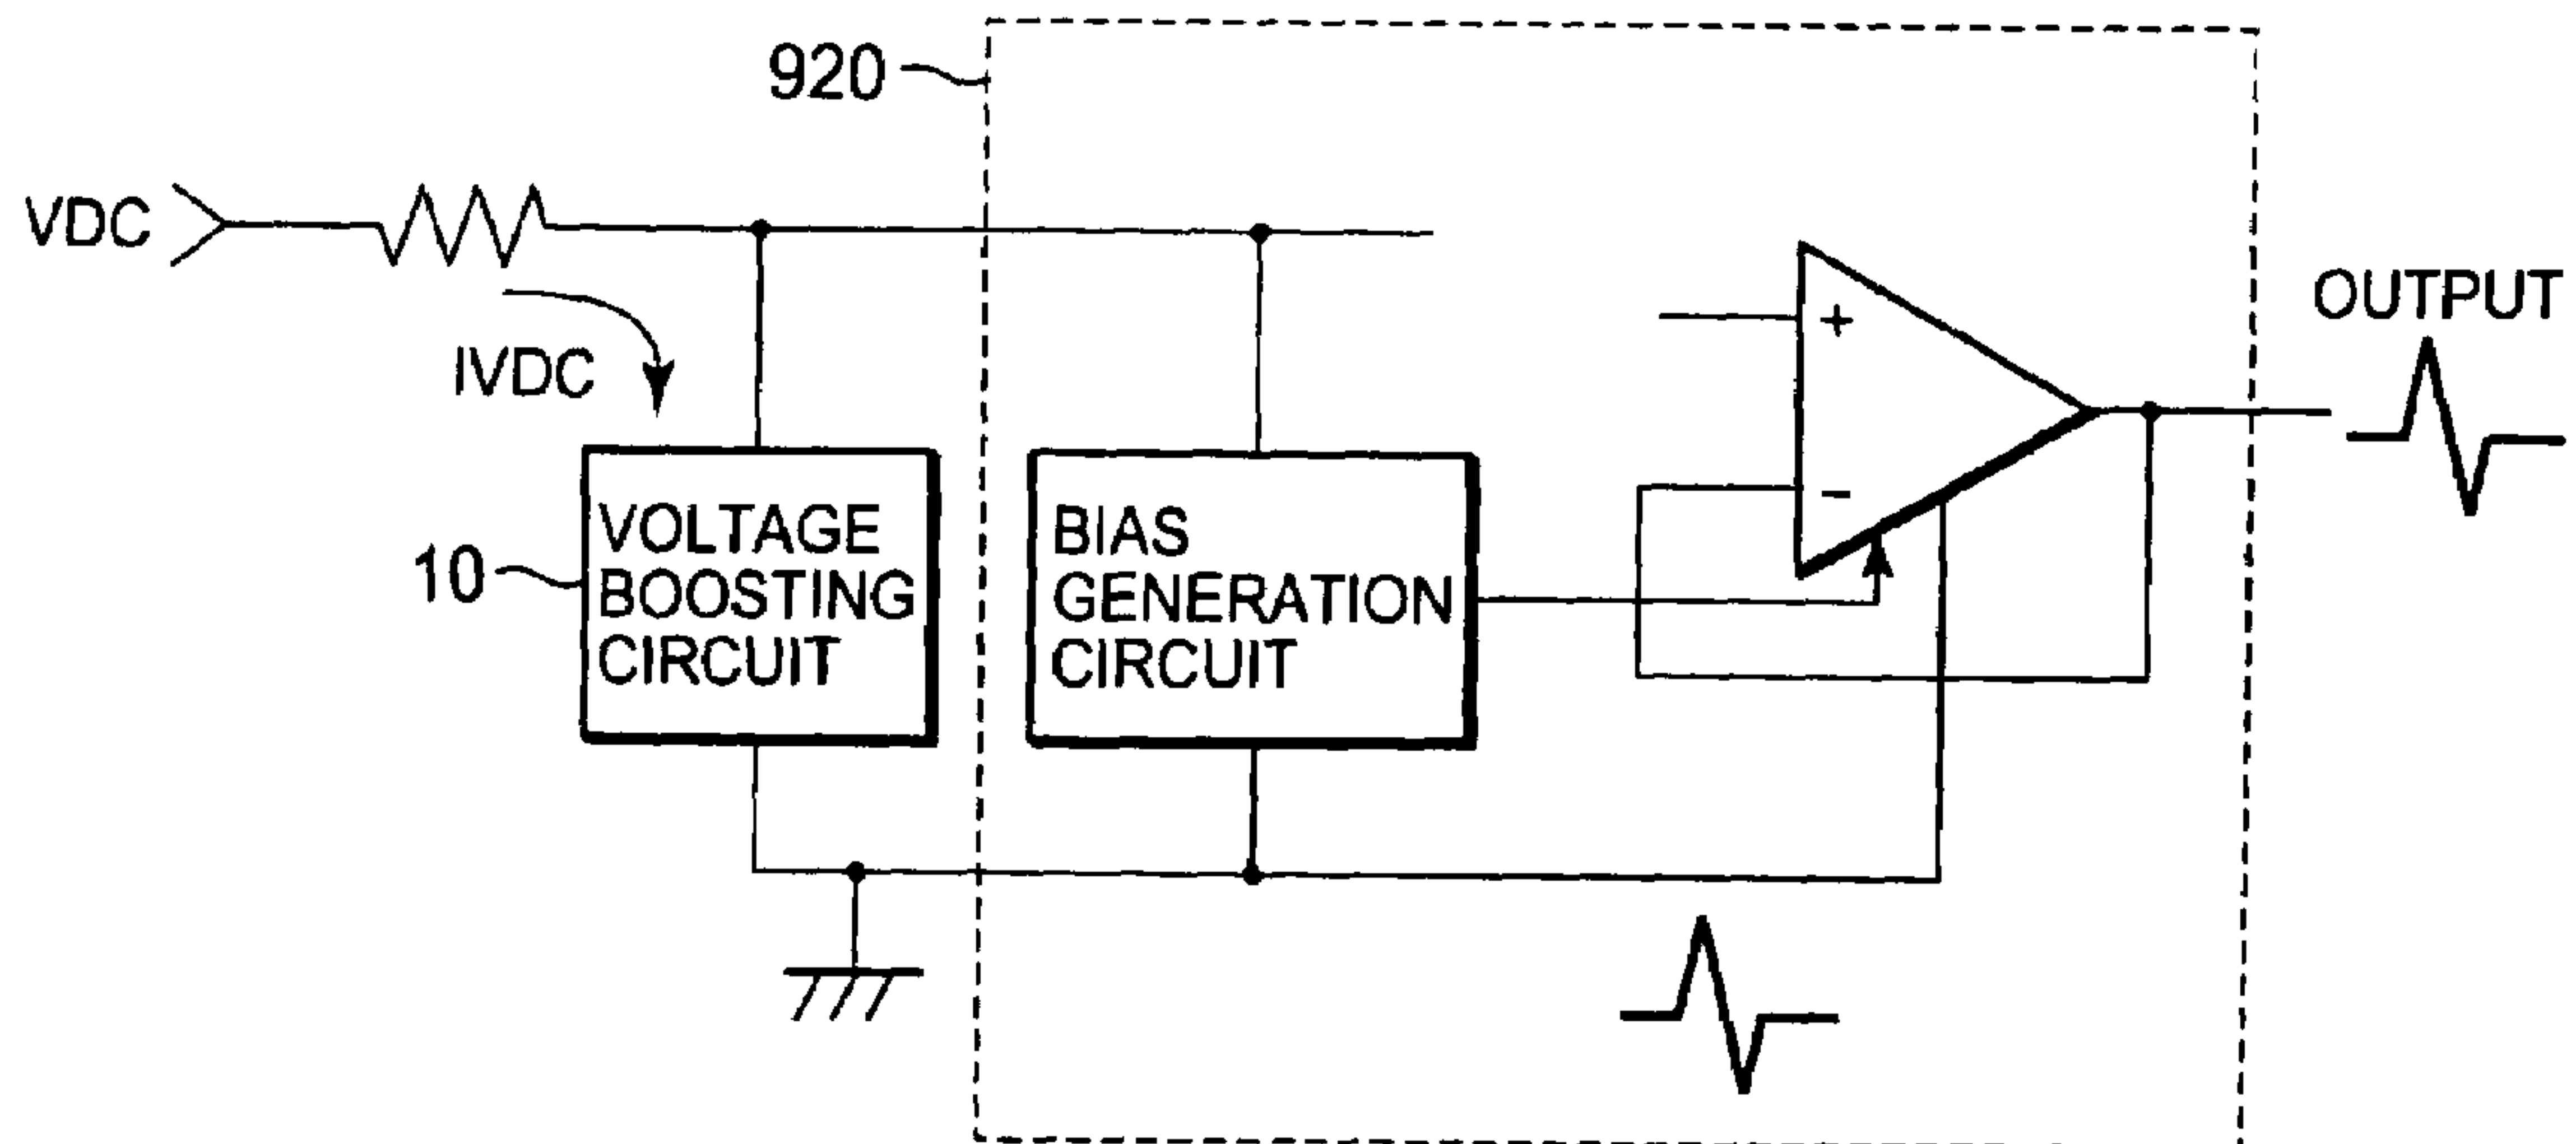 920
VDC
IVDC
10
VOLTAGE
BOOSTING
CIRCUIT
BIAS
GENERATION
CIRCUIT
+
-
OUTPUT